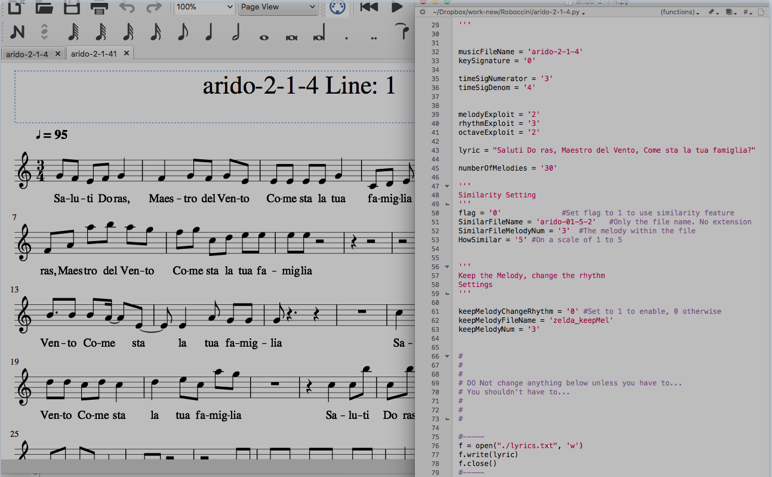 100%
Page View
arido-2-1-4
arido-2-1-41
arido-2-1-4 Line: 1
♩ = 95
3
4
Sa-lu-ti Do ras, Maes-tro del Ven-to Co-me sta la tua fa-mig-lia
7
ras, Maes tro del Ven-to Co-me sta la tua fa-mig lia
13
Ven-to Co-me sta la tua fa-mig-lia Sa-
19
Ven-to Co-me sta la tua fa-mig-lia Sa-lu-ti Do ras
25
~/Dropbox/work-new/Roboccini/arido-2-1-4.py
(functions)
29 '''
30
31
32 musicFileName = 'arido-2-1-4'
33 keySignature = '0'
34
35 timeSigNumerator = '3'
36 timeSigDenom = '4'
37
38
39 melodyExploit = '2'
40 rhythmExploit = '3'
41 octaveExploit = '2'
42
43 lyric = "Saluti Do ras, Maestro del Vento, Come sta la tua famiglia?"
44
45 numberOfMelodies = '30'
46
47 '''
48 Similarity Setting
49 '''
50 flag = '0' #Set flag to 1 to use similarity feature
51 SimilarFileName = 'arido-01-5-2' #Only the file name. No extension
52 SimilarFileMelodyNum = '3' #The melody within the file
53 HowSimilar = '5' #On a scale of 1 to 5
54
55
56 '''
57 Keep the Melody, change the rhythm
58 Settings
59 '''
60
61 keepMelodyChangeRhythm = '0' #Set to 1 to enable, 0 otherwise
62 keepMelodyFileName = 'zelda_keepMel'
63 keepMelodyNum = '3'
64
65
66 #
67 #
68 #
69 # DO Not change anything below unless you have to...
70 # You shouldn't have to...
71 #
72 #
73 #
74
75 #-----
76 f = open("./lyrics.txt", 'w')
77 f.write(lyric)
78 f.close()
79 #-----